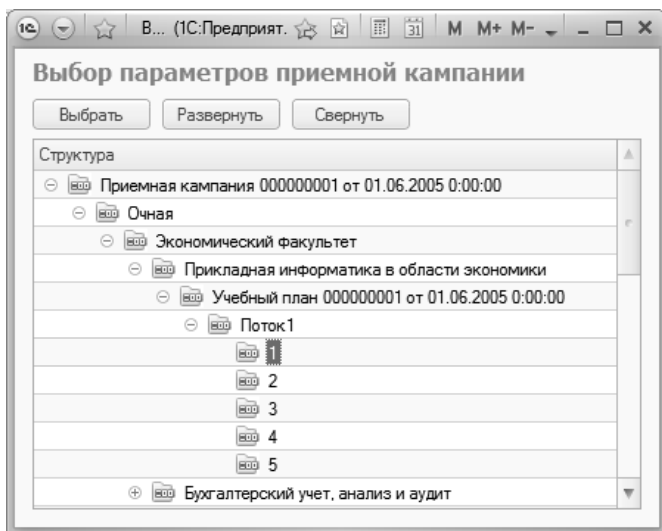 1С В... (1С:Предприят. 31 M M+ M-
Выбор параметров приемной кампании
Выбрать Развернуть Свернуть
Структура
Приемная кампания 000000001 от 01.06.2005 0:00:00
Очная
Экономический факультет
Прикладная информатика в области экономики
Учебный план 000000001 от 01.06.2005 0:00:00
Поток1
1
2
3
4
5
Бухгалтерский учет, анализ и аудит